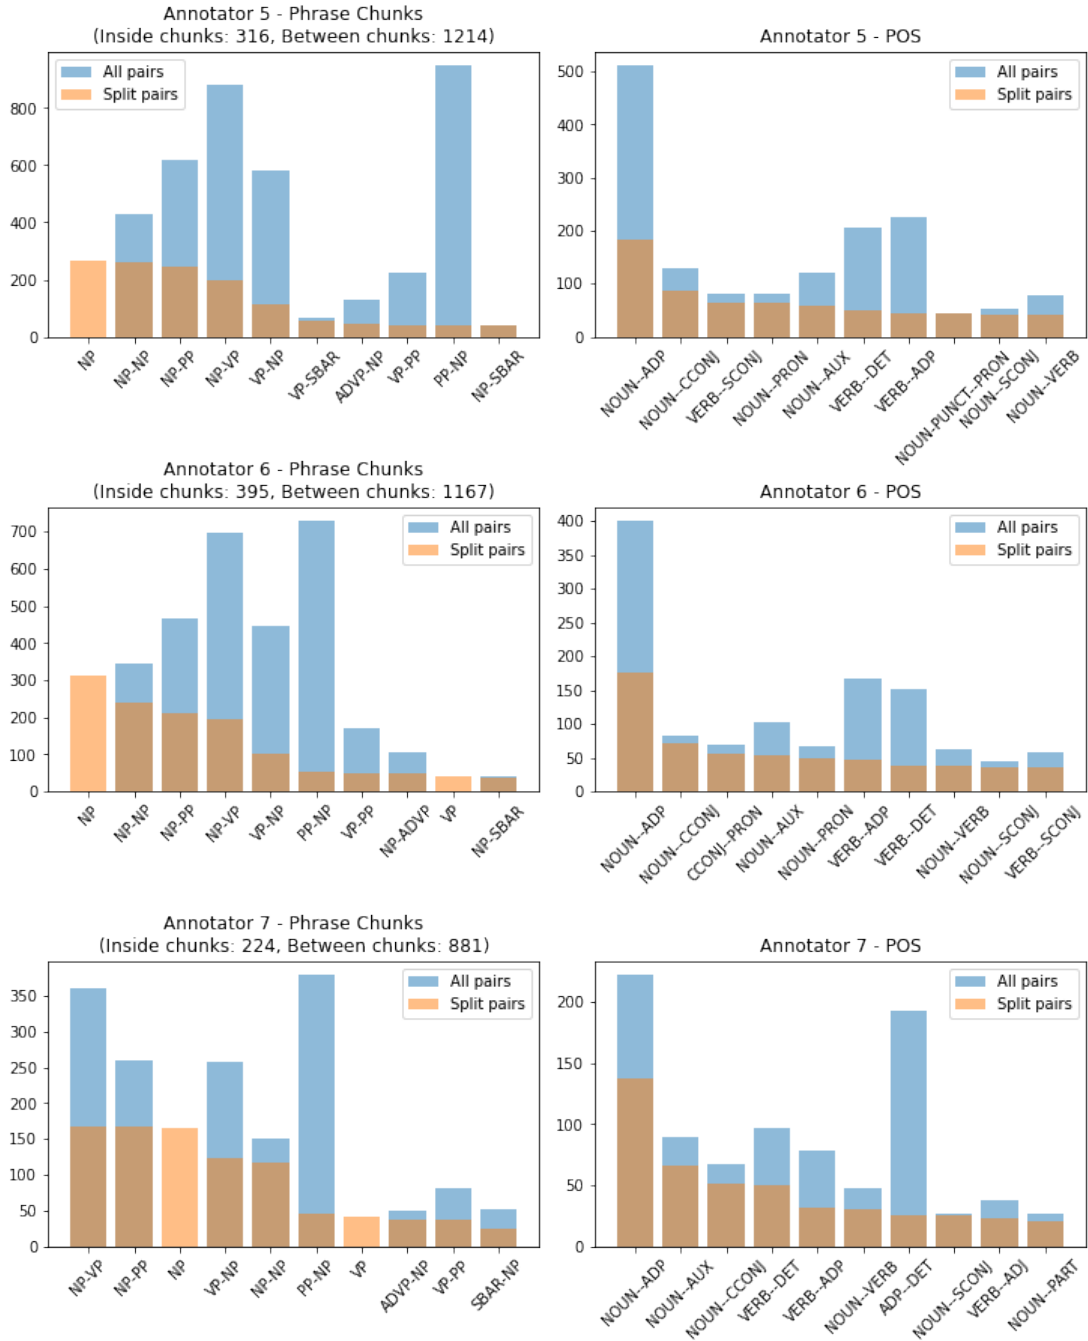 Annotator 5 - Phrase Chunks
(Inside chunks: 316, Between chunks: 1214)
All pairs
Split pairs
800
600
400
200
0
NP
NP-NP
NP-PP
NP-VP
VP-NP
VP-SBAR
ADVP-NP
VP-PP
PP-NP
NP-SBAR
Annotator 5 - POS
All pairs
Split pairs
500
400
300
200
100
0
NOUN--ADP
NOUN--CCONJ
VERB--SCONJ
NOUN--PRON
NOUN--AUX
VERB--DET
VERB--ADP
NOUN-PUNCT--PRON
NOUN--SCONJ
NOUN--VERB
Annotator 6 - Phrase Chunks
(Inside chunks: 395, Between chunks: 1167)
All pairs
Split pairs
700
600
500
400
300
200
100
0
NP
NP-NP
NP-PP
NP-VP
VP-NP
PP-NP
VP-PP
NP-ADVP
VP
NP-SBAR
Annotator 6 - POS
All pairs
Split pairs
400
350
300
250
200
150
100
50
0
NOUN--ADP
NOUN--CCONJ
CCONJ--PRON
NOUN--AUX
NOUN--PRON
VERB--ADP
VERB--DET
NOUN--VERB
NOUN--SCONJ
VERB--SCONJ
Annotator 7 - Phrase Chunks
(Inside chunks: 224, Between chunks: 881)
All pairs
Split pairs
350
300
250
200
150
100
50
0
NP-VP
NP-PP
NP
VP-NP
NP-NP
PP-NP
VP
ADVP-NP
VP-PP
SBAR-NP
Annotator 7 - POS
All pairs
Split pairs
200
150
100
50
0
NOUN--ADP
NOUN--AUX
NOUN--CCONJ
VERB--DET
VERB--ADP
NOUN--VERB
ADP--DET
NOUN--SCONJ
VERB--ADJ
NOUN--PART